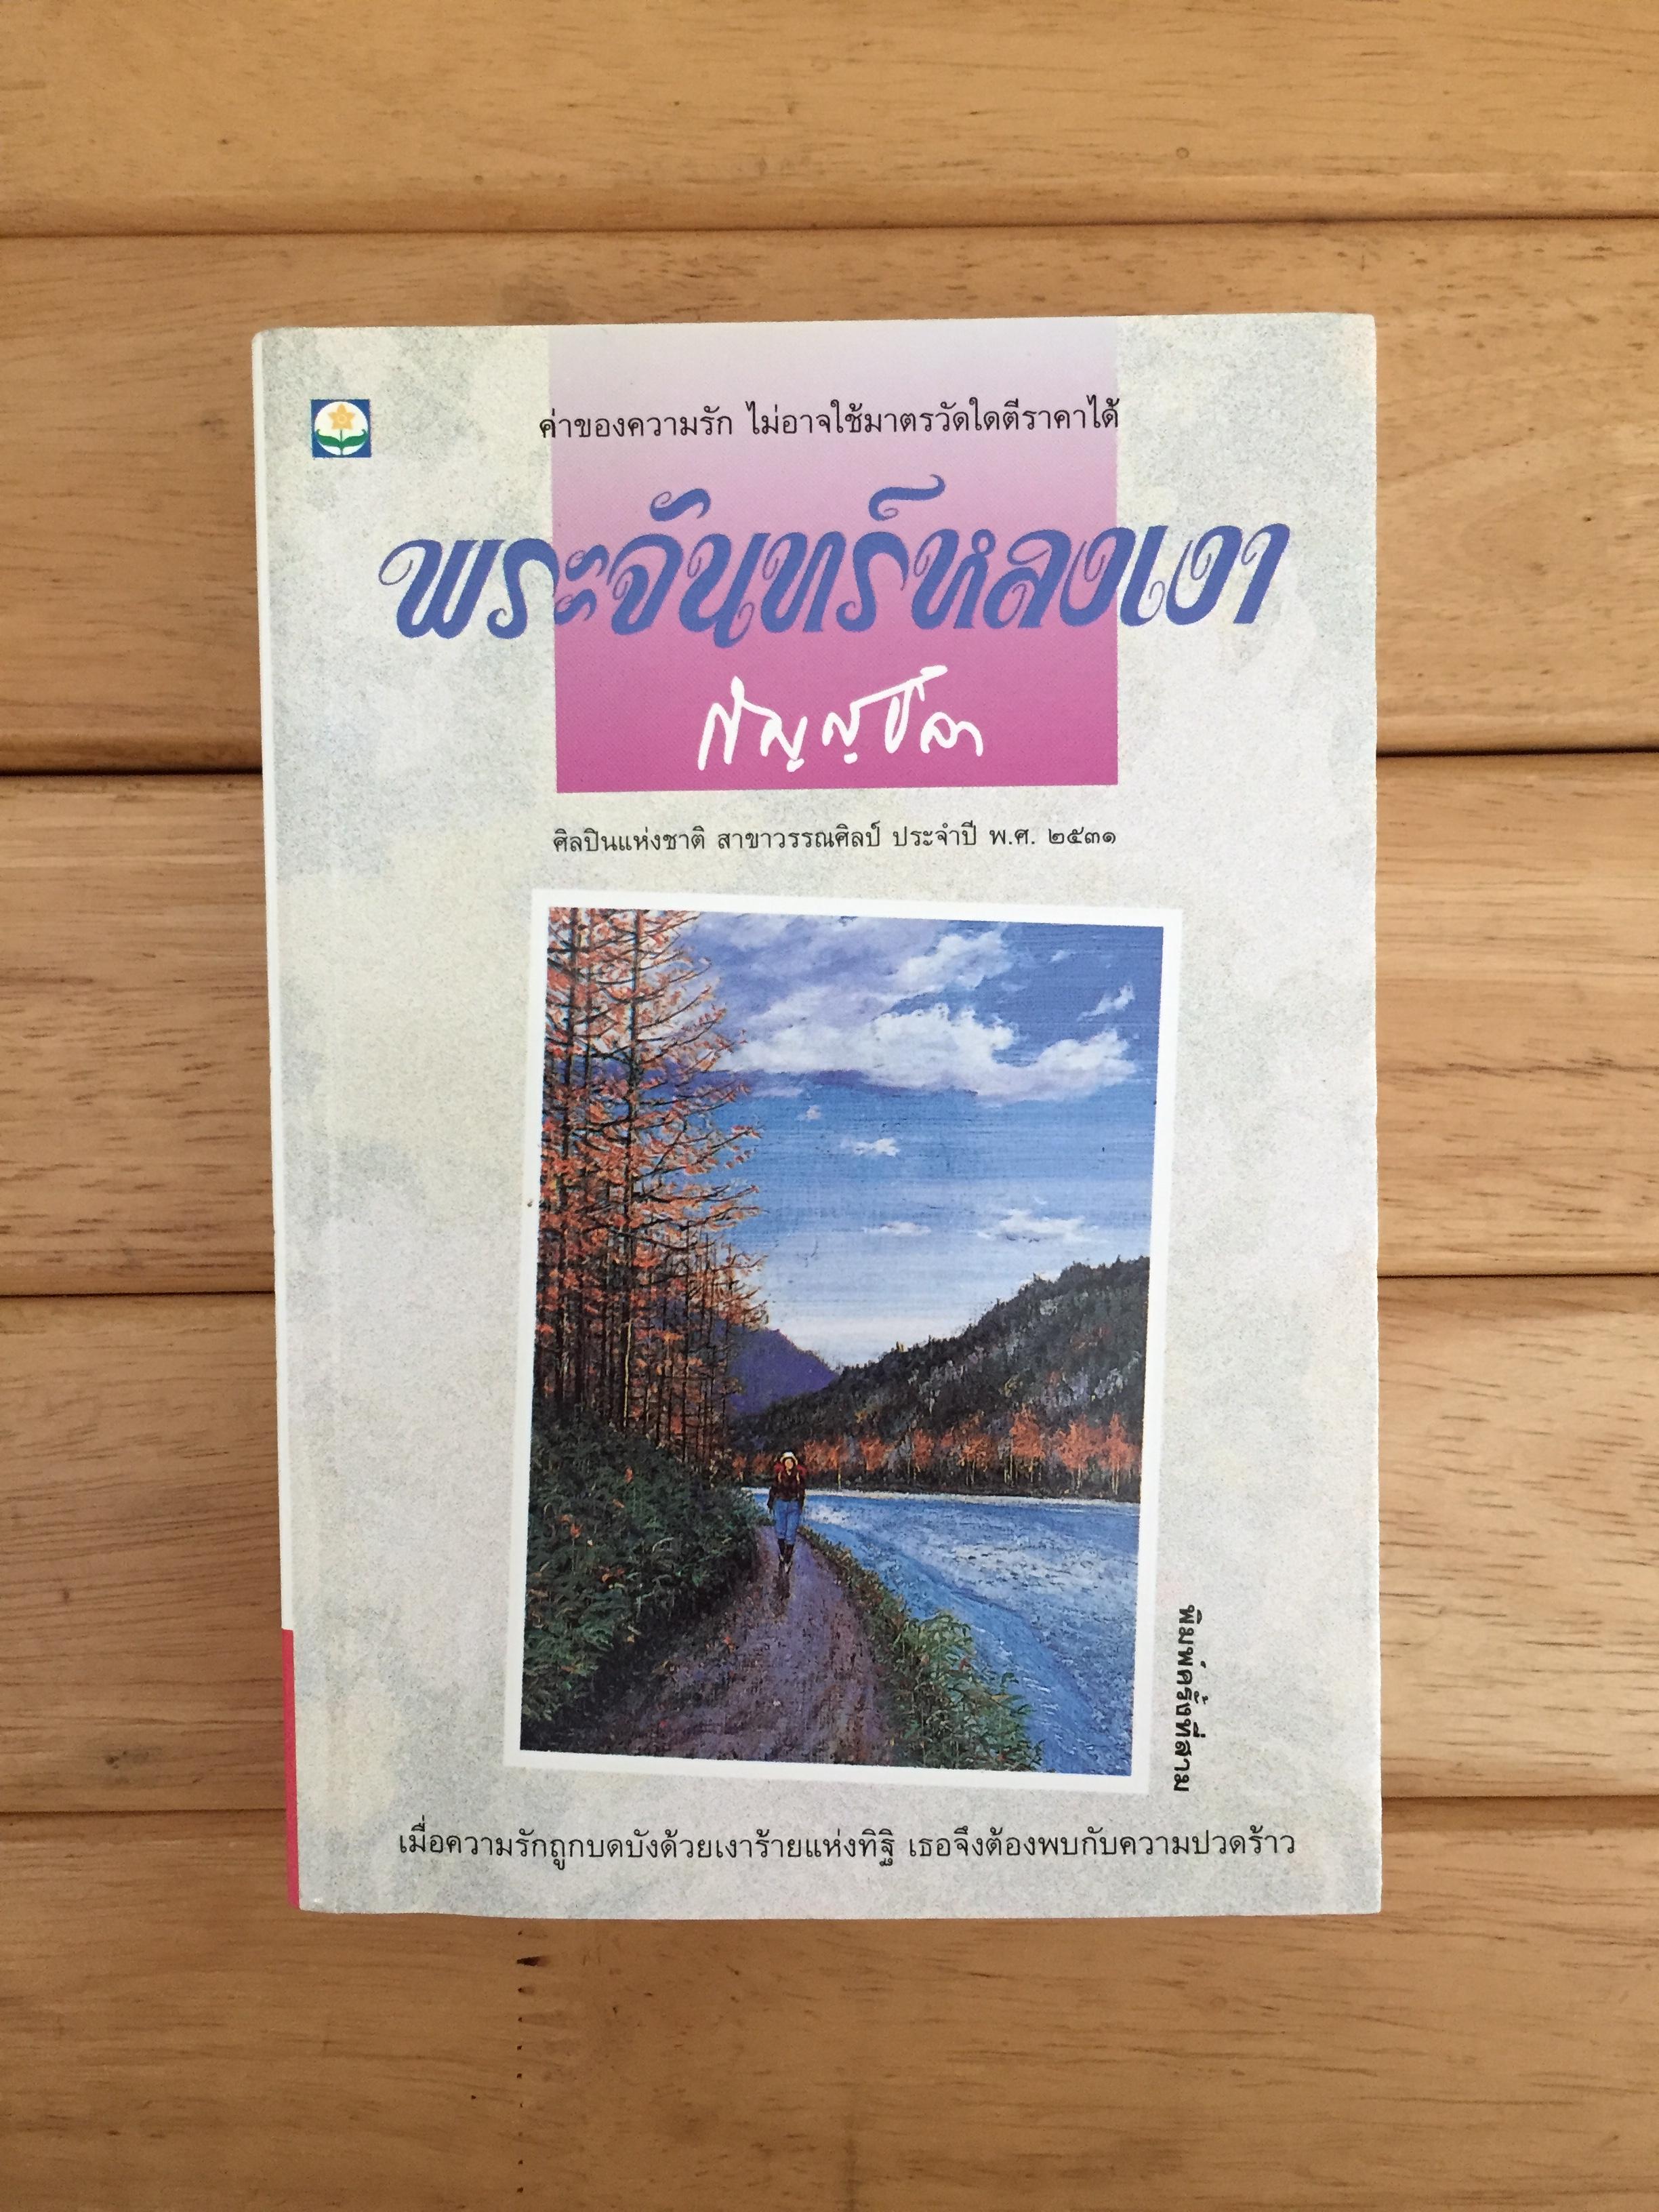 ค่าของความรัก ไม่อาจใช้มาตรวัดใดตีราคาได้
พระจันทร์หลงเงา
กัญญ์ชลา
ศิลปินแห่งชาติ สาขาวรรณศิลป์ ประจำปี พ.ศ. ๒๕๓๑
พิมพ์ครั้งที่สาม
เมื่อความรักถูกบดบังด้วยเงาร้ายแห่งทิฐิ เธอจึงต้องพบกับความปวดร้าว